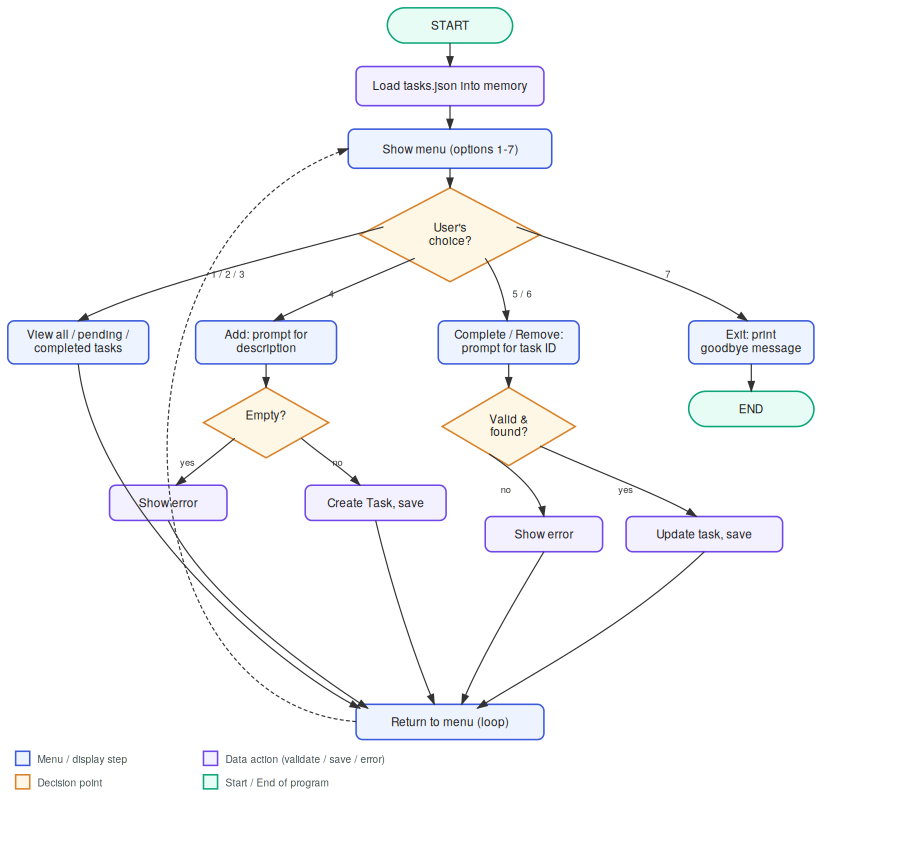 START
Load tasks.json into memory
Show menu (options 1-7)
User's
choice?
1 / 2 / 3
4
5 / 6
7
View all / pending /
completed tasks
Add: prompt for
description
Complete / Remove:
prompt for task ID
Exit: print
goodbye message
Empty?
Valid &
found?
END
yes
no
no
yes
Show error
Create Task, save
Show error
Update task, save
Return to menu (loop)
Menu / display step
Data action (validate / save / error)
Decision point
Start / End of program